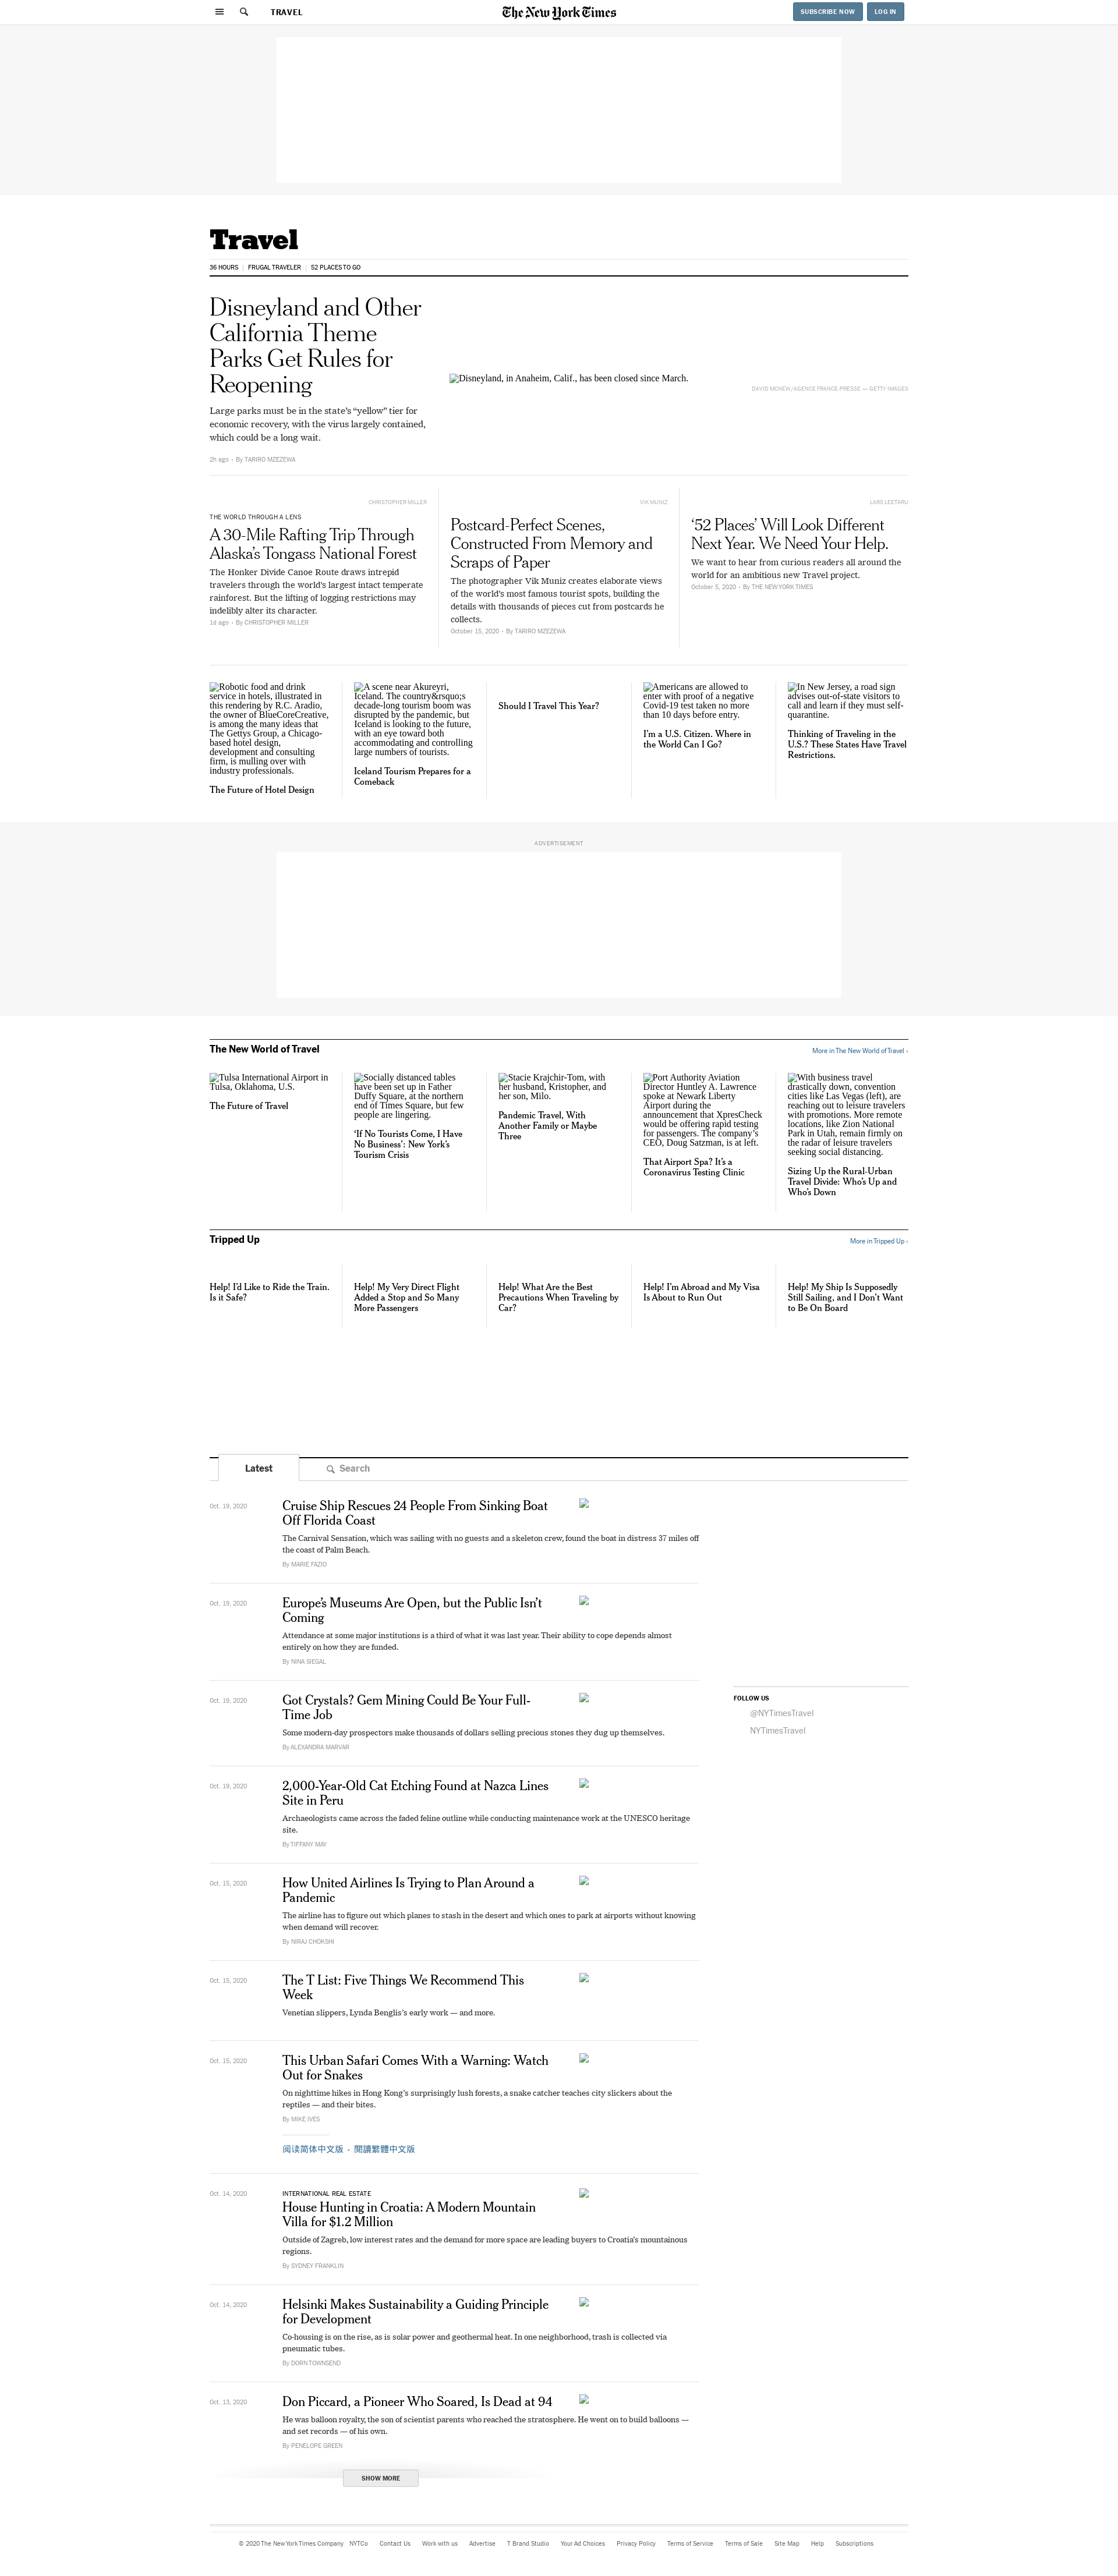 TRAVEL
The New York Times
SUBSCRIBE NOW
LOG IN
Travel
36 HOURS
FRUGAL TRAVELER
52 PLACES TO GO
Disneyland and Other
California Theme
Parks Get Rules for
Reopening
Large parks must be in the state’s “yellow” tier for
economic recovery, with the virus largely contained,
which could be a long wait.
2h ago • By TARIRO MZEZEWA
Disneyland, in Anaheim, Calif., has been closed since March.
DAVID MCNEW/AGENCE FRANCE-PRESSE — GETTY IMAGES
CHRISTOPHER MILLER
THE WORLD THROUGH A LENS
A 30-Mile Rafting Trip Through
Alaska’s Tongass National Forest
The Honker Divide Canoe Route draws intrepid
travelers through the world’s largest intact temperate
rainforest. But the lifting of logging restrictions may
indelibly alter its character.
1d ago • By CHRISTOPHER MILLER
VIK MUNIZ
Postcard-Perfect Scenes,
Constructed From Memory and
Scraps of Paper
The photographer Vik Muniz creates elaborate views
of the world’s most famous tourist spots, building the
details with thousands of pieces cut from postcards he
collects.
October 15, 2020 • By TARIRO MZEZEWA
LARS LEETARU
‘52 Places’ Will Look Different
Next Year. We Need Your Help.
We want to hear from curious readers all around the
world for an ambitious new Travel project.
October 5, 2020 • By THE NEW YORK TIMES
Robotic food and drink
service in hotels, illustrated in
this rendering by R.C. Aradio,
the owner of BlueCoreCreative,
is among the many ideas that
The Gettys Group, a Chicago-
based hotel design,
development and consulting
firm, is mulling over with
industry professionals.
The Future of Hotel Design
A scene near Akureyri,
Iceland. The country&rsquo;s
decade-long tourism boom was
disrupted by the pandemic, but
Iceland is looking to the future,
with an eye toward both
accommodating and controlling
large numbers of tourists.
Iceland Tourism Prepares for a
Comeback
Should I Travel This Year?
Americans are allowed to
enter with proof of a negative
Covid-19 test taken no more
than 10 days before entry.
I’m a U.S. Citizen. Where in
the World Can I Go?
In New Jersey, a road sign
advises out-of-state visitors to
call and learn if they must self-
quarantine.
Thinking of Traveling in the
U.S.? These States Have Travel
Restrictions.
ADVERTISEMENT
The New World of Travel
More in The New World of Travel ›
Tulsa International Airport in
Tulsa, Oklahoma, U.S.
The Future of Travel
Socially distanced tables
have been set up in Father
Duffy Square, at the northern
end of Times Square, but few
people are lingering.
‘If No Tourists Come, I Have
No Business’: New York’s
Tourism Crisis
Stacie Krajchir-Tom, with
her husband, Kristopher, and
her son, Milo.
Pandemic Travel, With
Another Family or Maybe
Three
Port Authority Aviation
Director Huntley A. Lawrence
spoke at Newark Liberty
Airport during the
announcement that XpresCheck
would be offering rapid testing
for passengers. The company’s
CEO, Doug Satzman, is at left.
That Airport Spa? It’s a
Coronavirus Testing Clinic
With business travel
drastically down, convention
cities like Las Vegas (left), are
reaching out to leisure travelers
with promotions. More remote
locations, like Zion National
Park in Utah, remain firmly on
the radar of leisure travelers
seeking social distancing.
Sizing Up the Rural-Urban
Travel Divide: Who’s Up and
Who’s Down
Tripped Up
More in Tripped Up ›
Help! I’d Like to Ride the Train.
Is it Safe?
Help! My Very Direct Flight
Added a Stop and So Many
More Passengers
Help! What Are the Best
Precautions When Traveling by
Car?
Help! I’m Abroad and My Visa
Is About to Run Out
Help! My Ship Is Supposedly
Still Sailing, and I Don’t Want
to Be On Board
Latest
Search
Oct. 19, 2020
Cruise Ship Rescues 24 People From Sinking Boat
Off Florida Coast
The Carnival Sensation, which was sailing with no guests and a skeleton crew, found the boat in distress 37 miles off
the coast of Palm Beach.
By MARIE FAZIO
Oct. 19, 2020
Europe’s Museums Are Open, but the Public Isn’t
Coming
Attendance at some major institutions is a third of what it was last year. Their ability to cope depends almost
entirely on how they are funded.
By NINA SIEGAL
Oct. 19, 2020
Got Crystals? Gem Mining Could Be Your Full-
Time Job
Some modern-day prospectors make thousands of dollars selling precious stones they dug up themselves.
By ALEXANDRA MARVAR
FOLLOW US
@NYTimesTravel
NYTimesTravel
Oct. 19, 2020
2,000-Year-Old Cat Etching Found at Nazca Lines
Site in Peru
Archaeologists came across the faded feline outline while conducting maintenance work at the UNESCO heritage
site.
By TIFFANY MAY
Oct. 15, 2020
How United Airlines Is Trying to Plan Around a
Pandemic
The airline has to figure out which planes to stash in the desert and which ones to park at airports without knowing
when demand will recover.
By NIRAJ CHOKSHI
Oct. 15, 2020
The T List: Five Things We Recommend This
Week
Venetian slippers, Lynda Benglis’s early work — and more.
Oct. 15, 2020
This Urban Safari Comes With a Warning: Watch
Out for Snakes
On nighttime hikes in Hong Kong’s surprisingly lush forests, a snake catcher teaches city slickers about the
reptiles — and their bites.
By MIKE IVES
阅读简体中文版 • 閱讀繁體中文版
Oct. 14, 2020
INTERNATIONAL REAL ESTATE
House Hunting in Croatia: A Modern Mountain
Villa for $1.2 Million
Outside of Zagreb, low interest rates and the demand for more space are leading buyers to Croatia’s mountainous
regions.
By SYDNEY FRANKLIN
Oct. 14, 2020
Helsinki Makes Sustainability a Guiding Principle
for Development
Co-housing is on the rise, as is solar power and geothermal heat. In one neighborhood, trash is collected via
pneumatic tubes.
By DORN TOWNSEND
Oct. 13, 2020
Don Piccard, a Pioneer Who Soared, Is Dead at 94
He was balloon royalty, the son of scientist parents who reached the stratosphere. He went on to build balloons —
and set records — of his own.
By PENELOPE GREEN
SHOW MORE
© 2020 The New York Times Company NYTCo Contact Us Work with us Advertise T Brand Studio Your Ad Choices Privacy Policy Terms of Service Terms of Sale Site Map Help Subscriptions